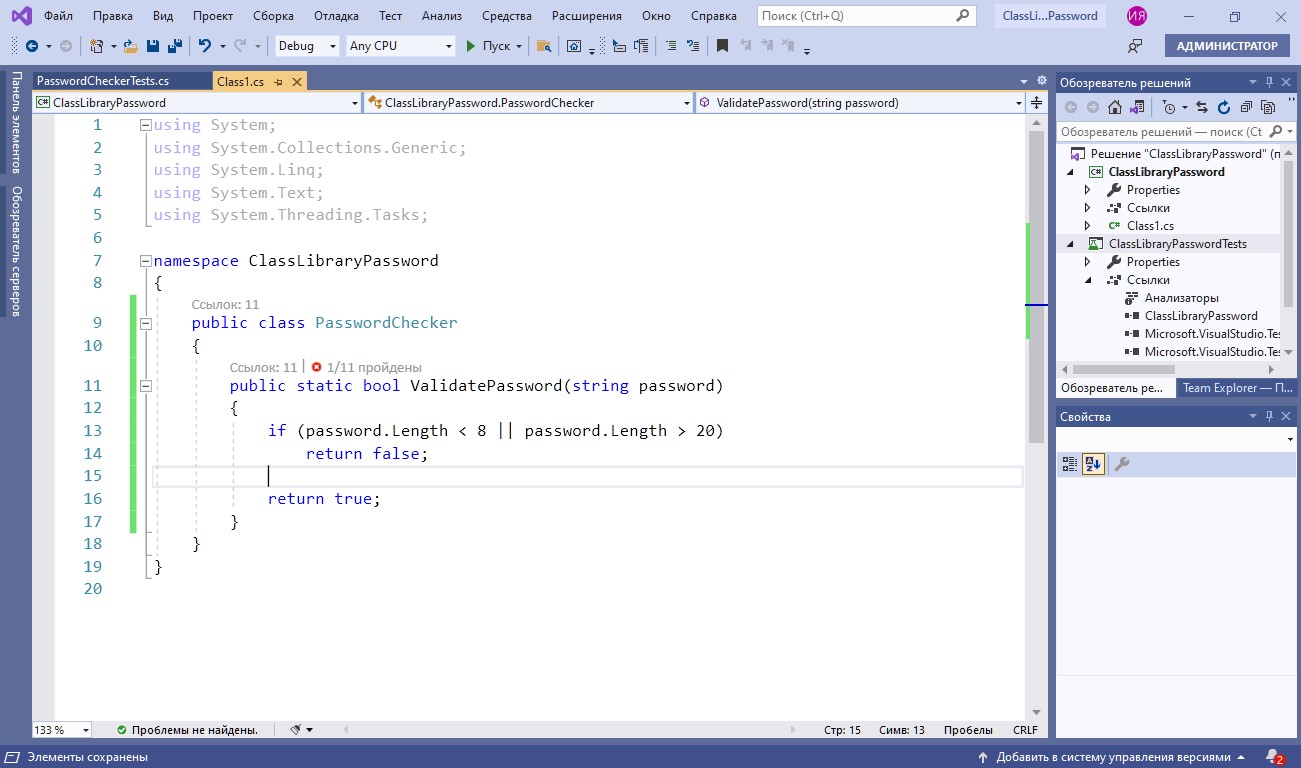 Файл Правка Вид Проект Сборка Отладка Тест Анализ Средства Расширения Окно Справка Поиск (Ctrl+Q) ClassLi...Password ИЯ
Debug Any CPU Пуск АДМИНИСТРАТОР
Панель элементов
Обозреватель серверов
PasswordCheckerTests.cs Class1.cs
ClassLibraryPassword ClassLibraryPassword.PasswordChecker ValidatePassword(string password)
1 using System;
2 using System.Collections.Generic;
3 using System.Linq;
4 using System.Text;
5 using System.Threading.Tasks;
6
7 namespace ClassLibraryPassword
8 {
Ссылок: 11
9 public class PasswordChecker
10 {
Ссылок: 11 | 1/11 пройдены
11 public static bool ValidatePassword(string password)
12 {
13 if (password.Length < 8 || password.Length > 20)
14 return false;
15
16 return true;
17 }
18 }
19 }
20
133 % Проблемы не найдены. Стр: 15 Симв: 13 Пробелы CRLF
Обозреватель решений
Обозреватель решений — поиск (Ct
Решение "ClassLibraryPassword" (п
ClassLibraryPassword
Properties
Ссылки
Class1.cs
ClassLibraryPasswordTests
Properties
Ссылки
Анализаторы
ClassLibraryPassword
Microsoft.VisualStudio.Te
Microsoft.VisualStudio.Te
Обозреватель ре... Team Explorer — П...
Свойства
Элементы сохранены Добавить в систему управления версиями 2